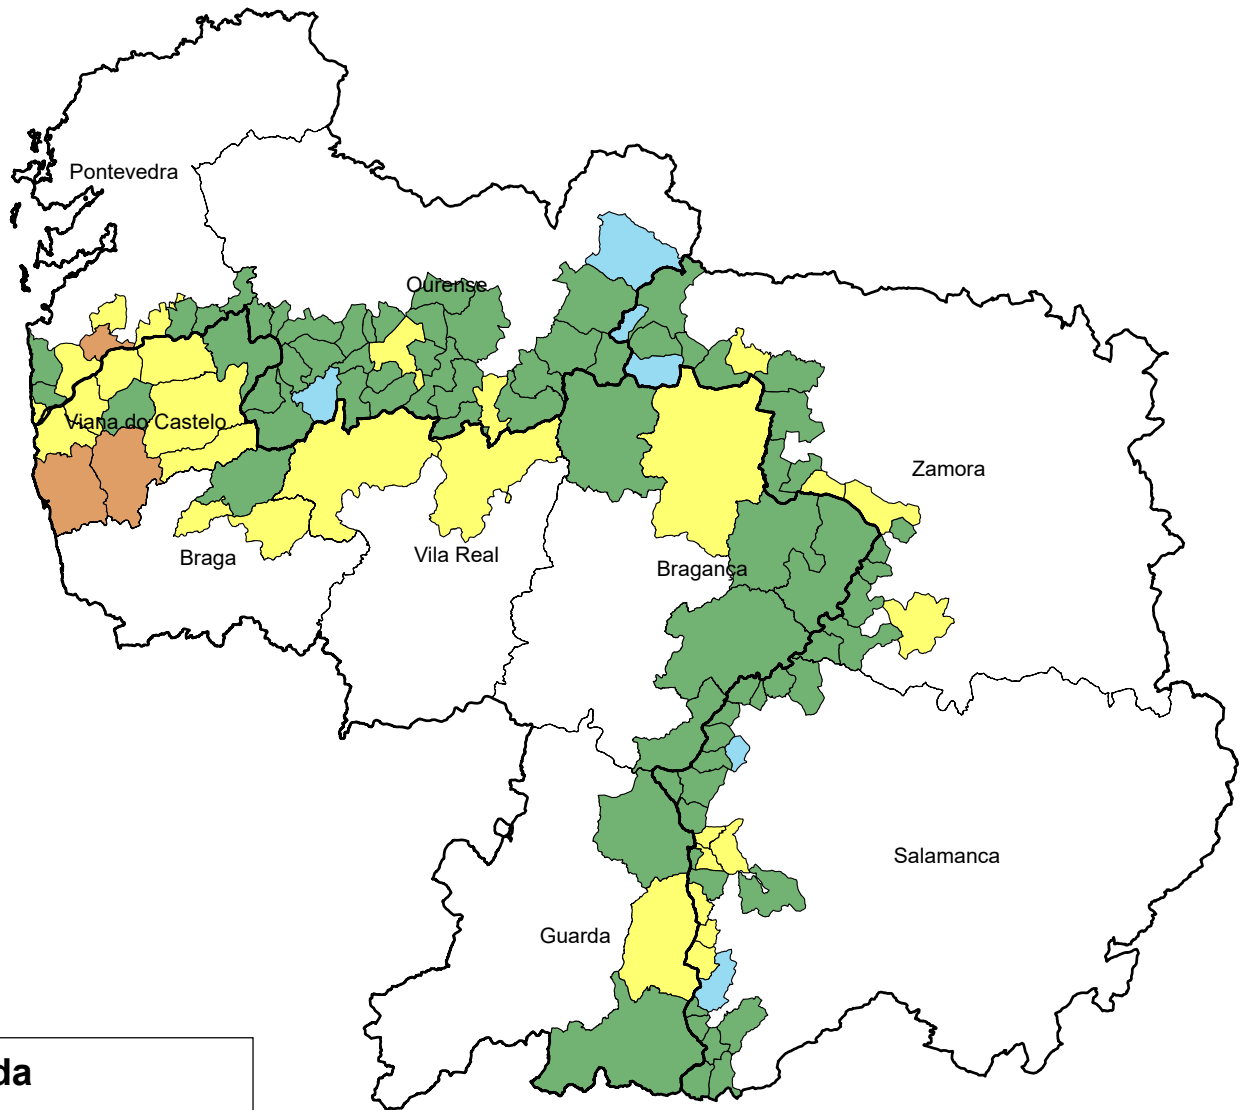 Pontevedra
Ourense
Viana do Castelo
Zamora
Braga
Vila Real
Bragança
Salamanca
Guarda
da